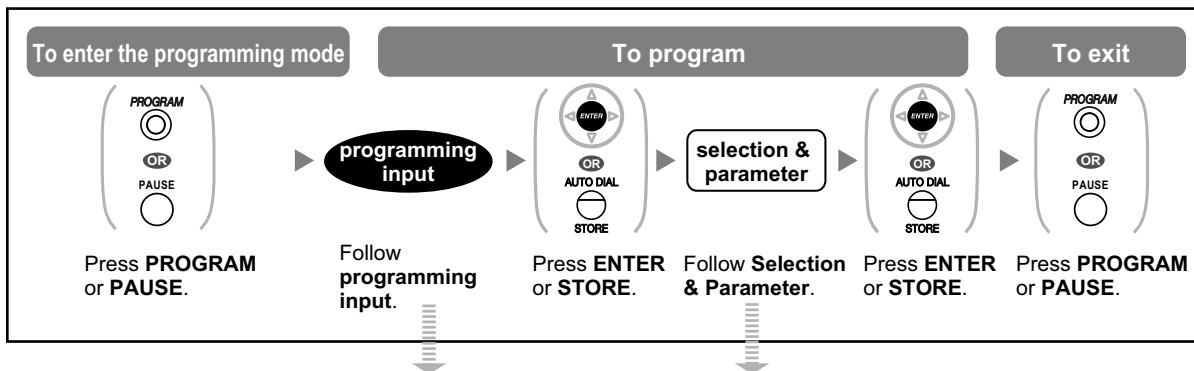 To enter the programming mode
To program
To exit
PROGRAM
OR
PAUSE
programming
input
ENTER
OR
AUTO DIAL
STORE
selection &
parameter
ENTER
OR
AUTO DIAL
STORE
PROGRAM
OR
PAUSE
Press PROGRAM
or PAUSE.
Follow
programming
input.
Press ENTER
or STORE.
Follow Selection
& Parameter.
Press ENTER
or STORE.
Press PROGRAM
or PAUSE.